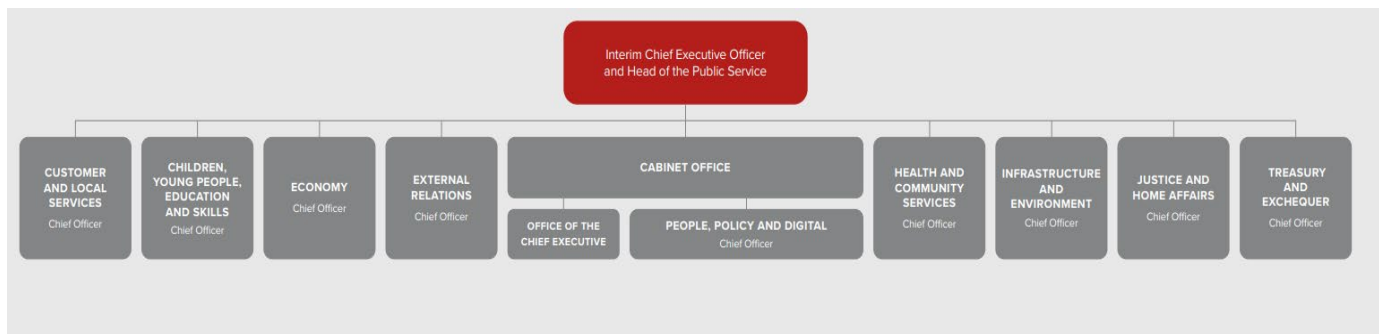 Interim Chief Executive Officer
and Head of the Public Service
CUSTOMER
AND LOCAL
SERVICES
Chief Officer
CHILDREN,
YOUNG PEOPLE,
EDUCATION
AND SKILLS
Chief Officer
ECONOMY
Chief Officer
EXTERNAL
RELATIONS
Chief Officer
CABINET OFFICE
OFFICE OF THE
CHIEF EXECUTIVE
PEOPLE, POLICY AND DIGITAL
Chief Officer
HEALTH AND
COMMUNITY
SERVICES
Chief Officer
INFRASTRUCTURE
AND
ENVIRONMENT
Chief Officer
JUSTICE AND
HOME AFFAIRS
Chief Officer
TREASURY
AND
EXCHEQUER
Chief Officer